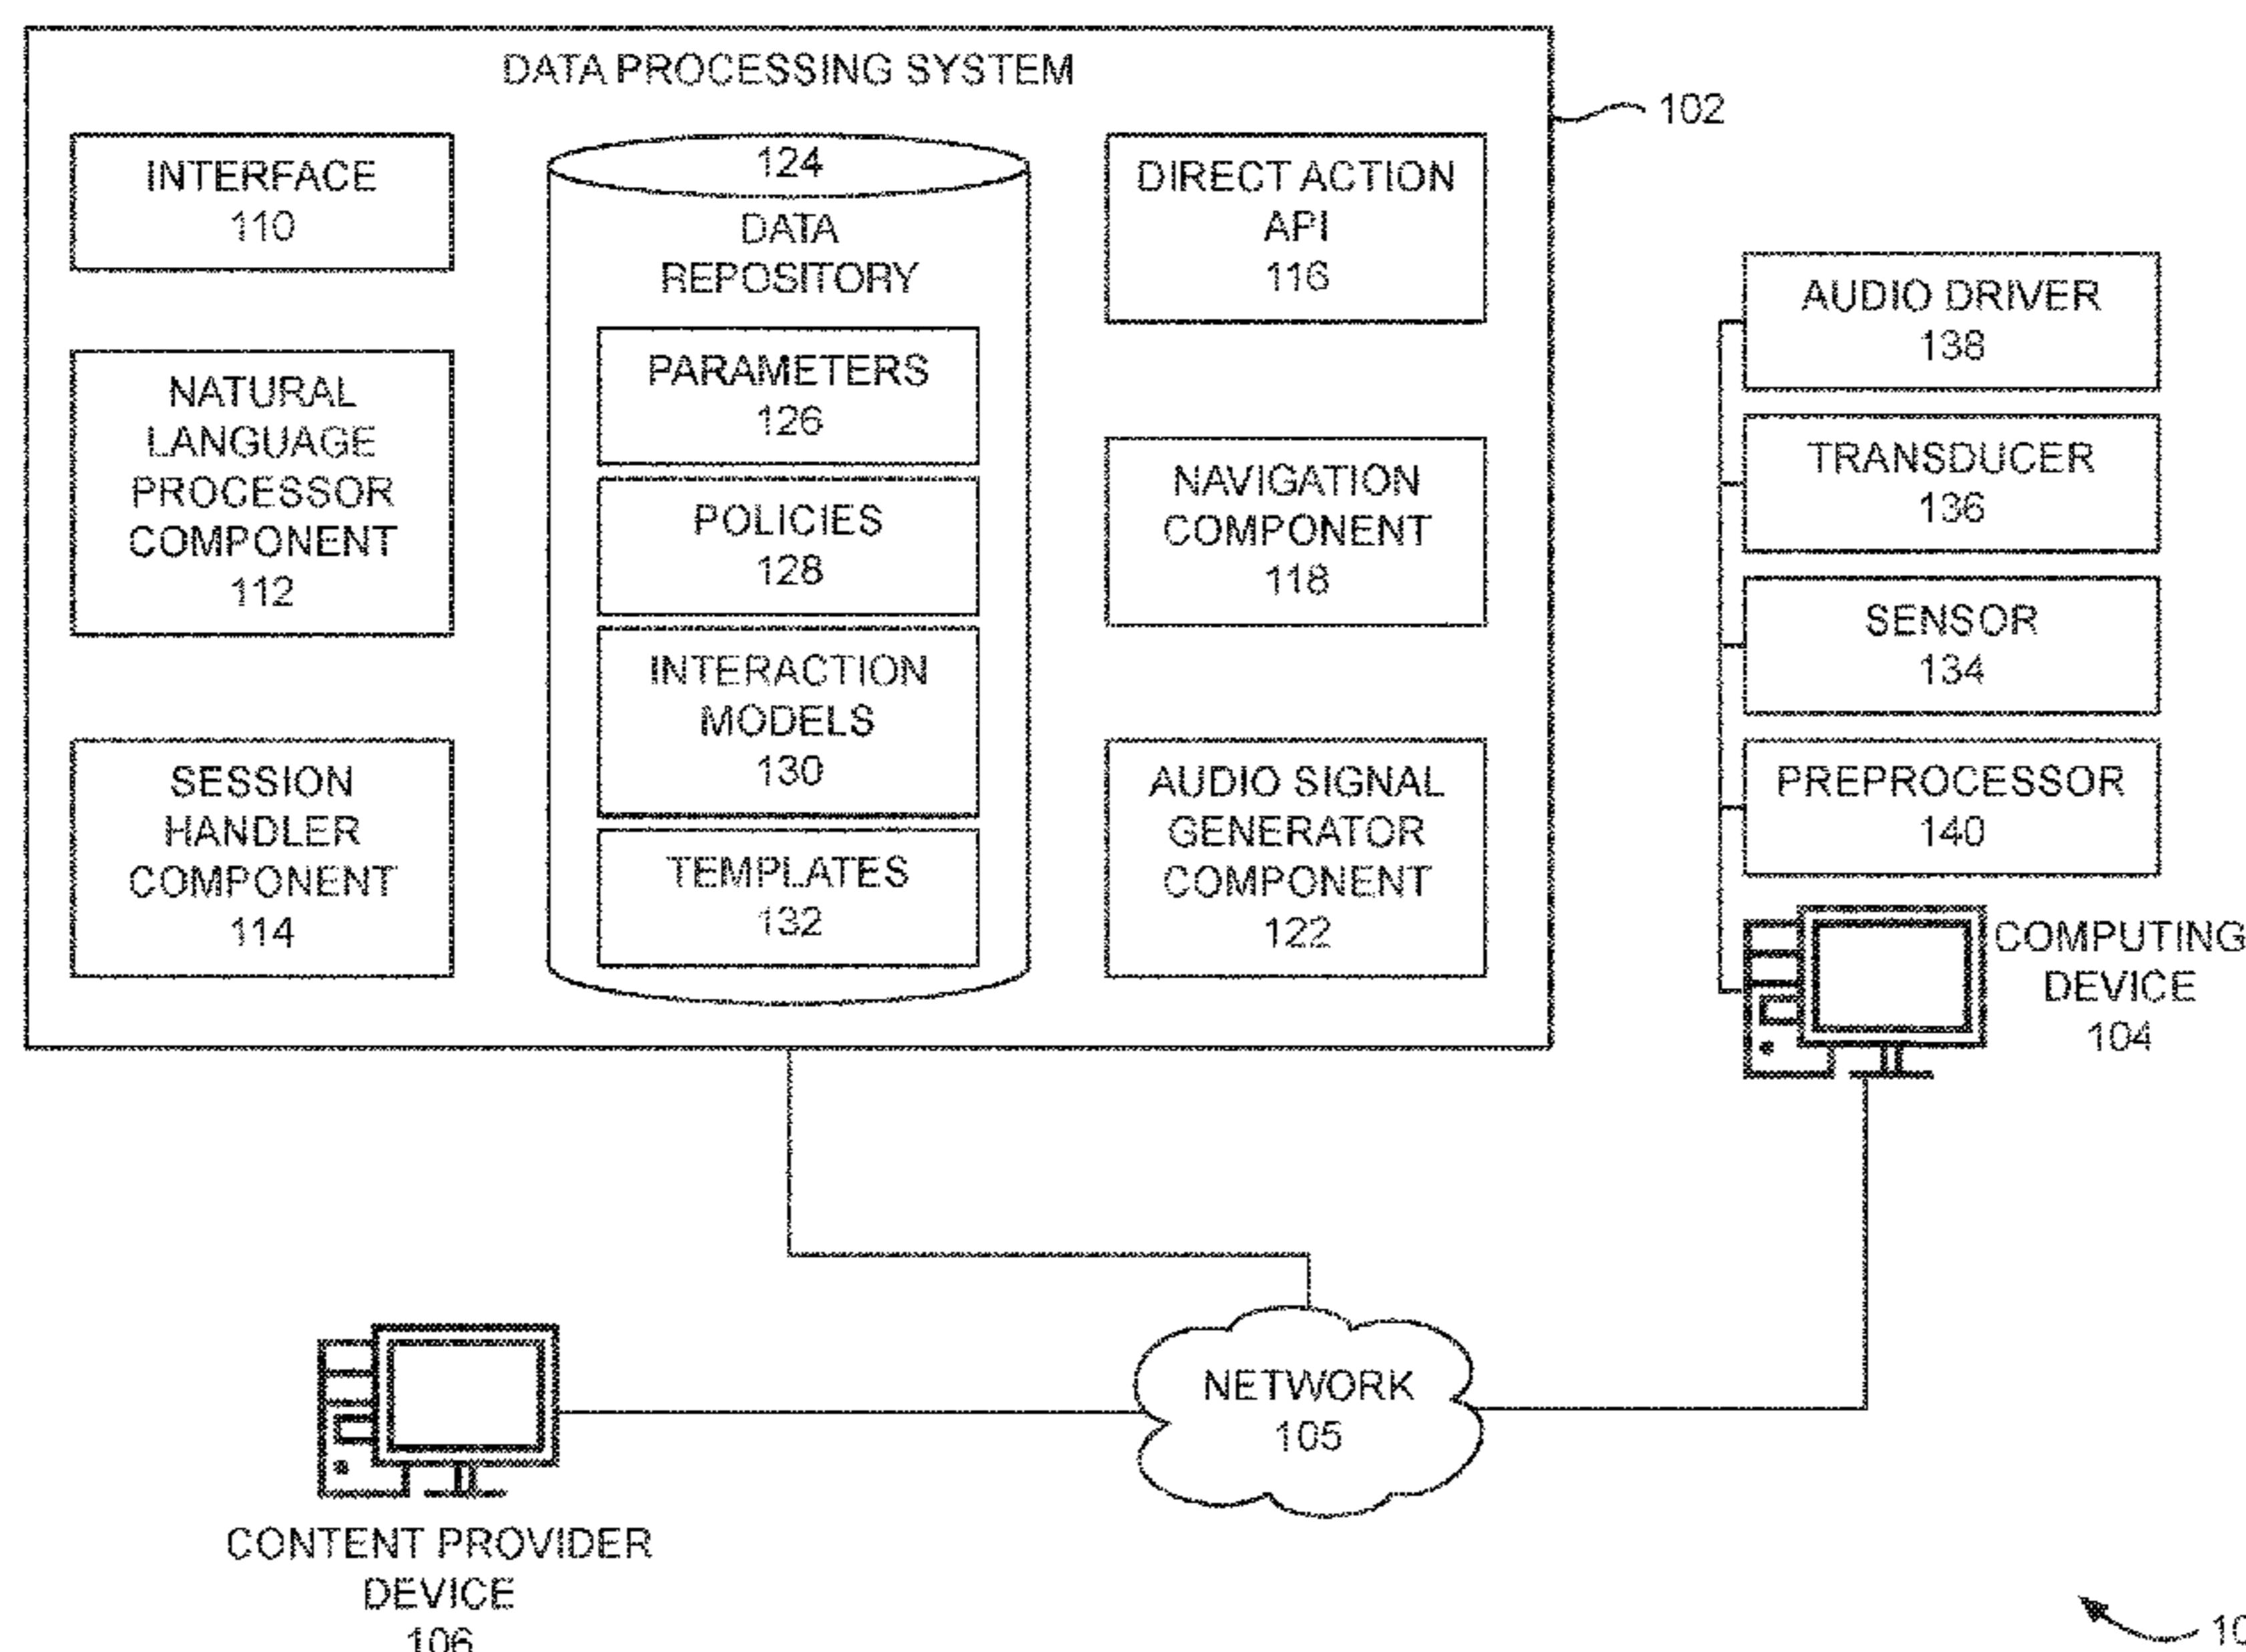 DATA PROCESSING SYSTEM
102
INTERFACE
110
NATURAL
LANGUAGE
PROCESSOR
COMPONENT
112
SESSION
HANDLER
COMPONENT
114
124
DATA
REPOSITORY
PARAMETERS
126
POLICIES
128
INTERACTION
MODELS
130
TEMPLATES
132
DIRECT ACTION
API
116
NAVIGATION
COMPONENT
118
AUDIO SIGNAL
GENERATOR
COMPONENT
122
AUDIO DRIVER
138
TRANSDUCER
136
SENSOR
134
PREPROCESSOR
140
COMPUTING
DEVICE
104
NETWORK
105
CONTENT PROVIDER
DEVICE
106